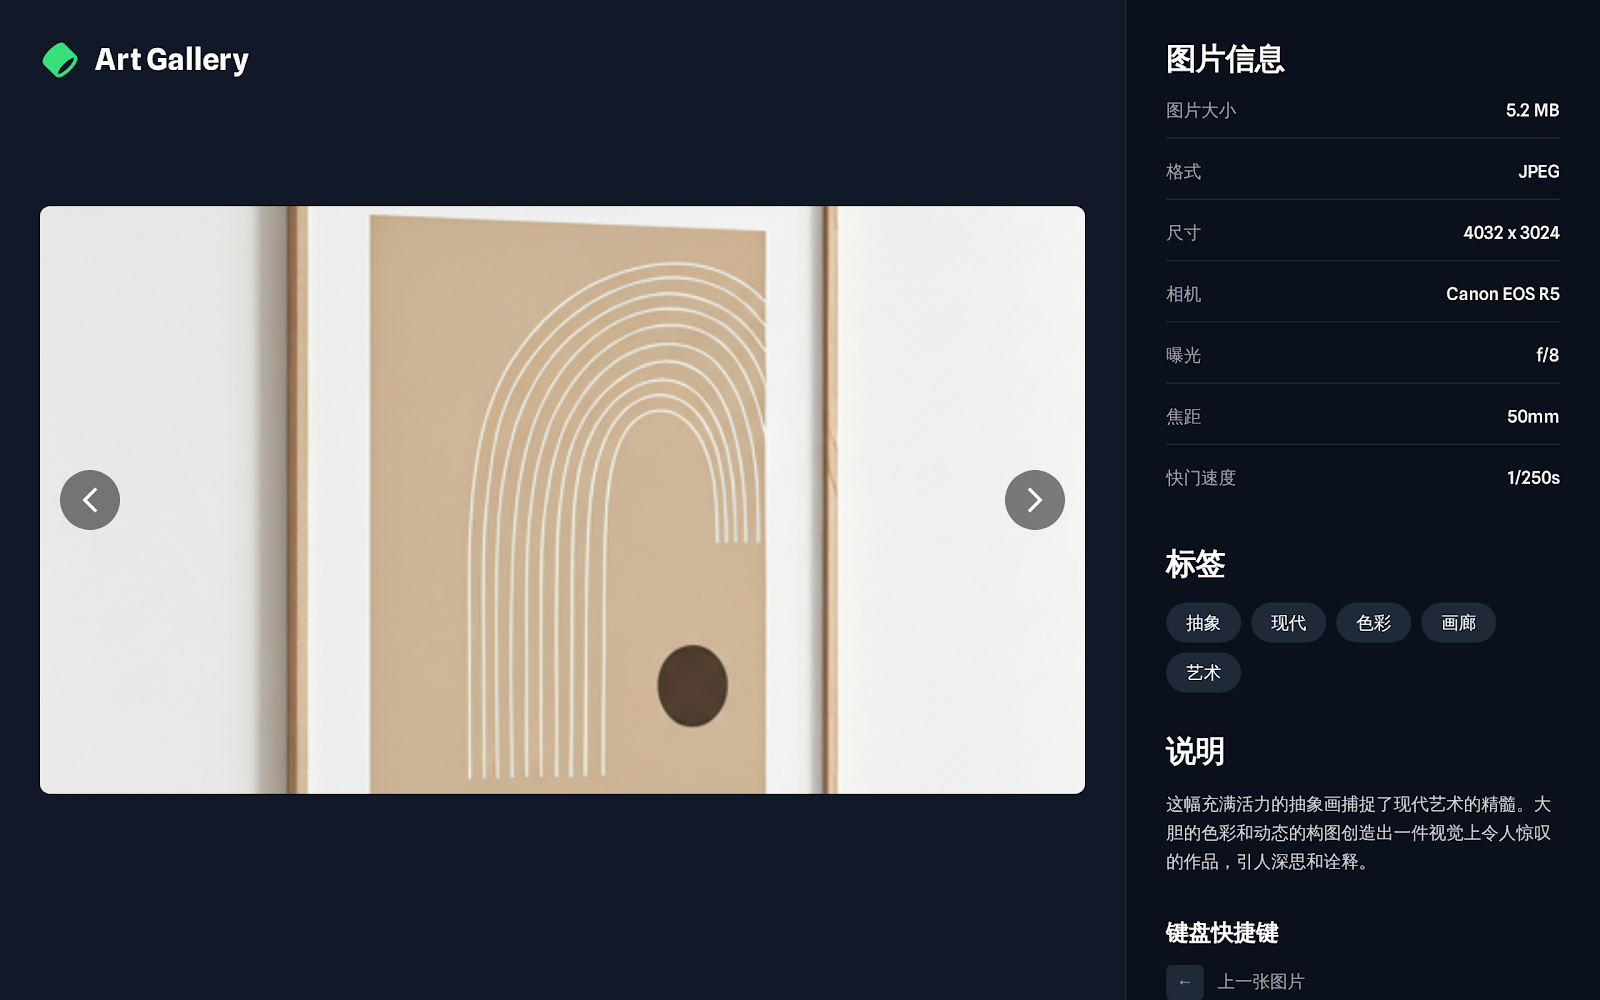 Art Gallery
图片信息
图片大小 5.2 MB
格式 JPEG
尺寸 4032 x 3024
相机 Canon EOS R5
曝光 f/8
焦距 50mm
快门速度 1/250s
标签
抽象 现代 色彩 画廊
艺术
说明
这幅充满活力的抽象画捕捉了现代艺术的精髓。大
胆的色彩和动态的构图创造出一件视觉上令人惊叹
的作品，引人深思和诠释。
键盘快捷键
← 上一张图片